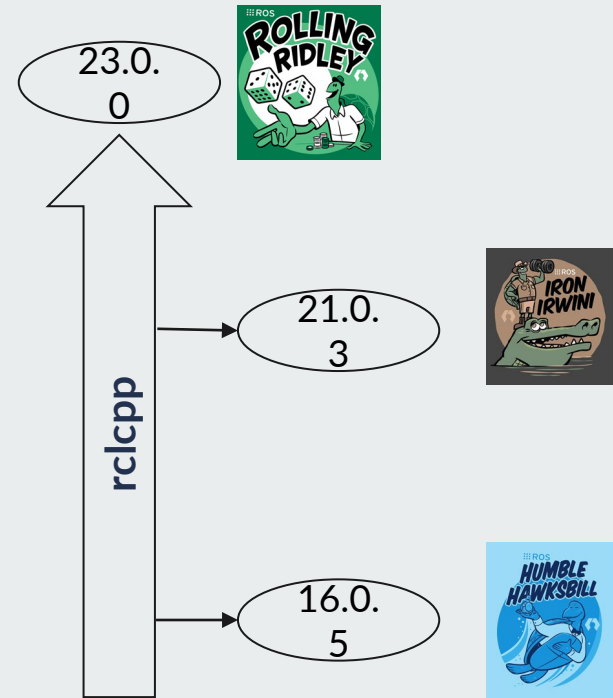 23.0.
0
ROS
ROLLING
RIDLEY
21.0.
3
ROS
IRON
IRWINI
rclcpp
16.0.
5
ROS
HUMBLE
HAWKSBILL